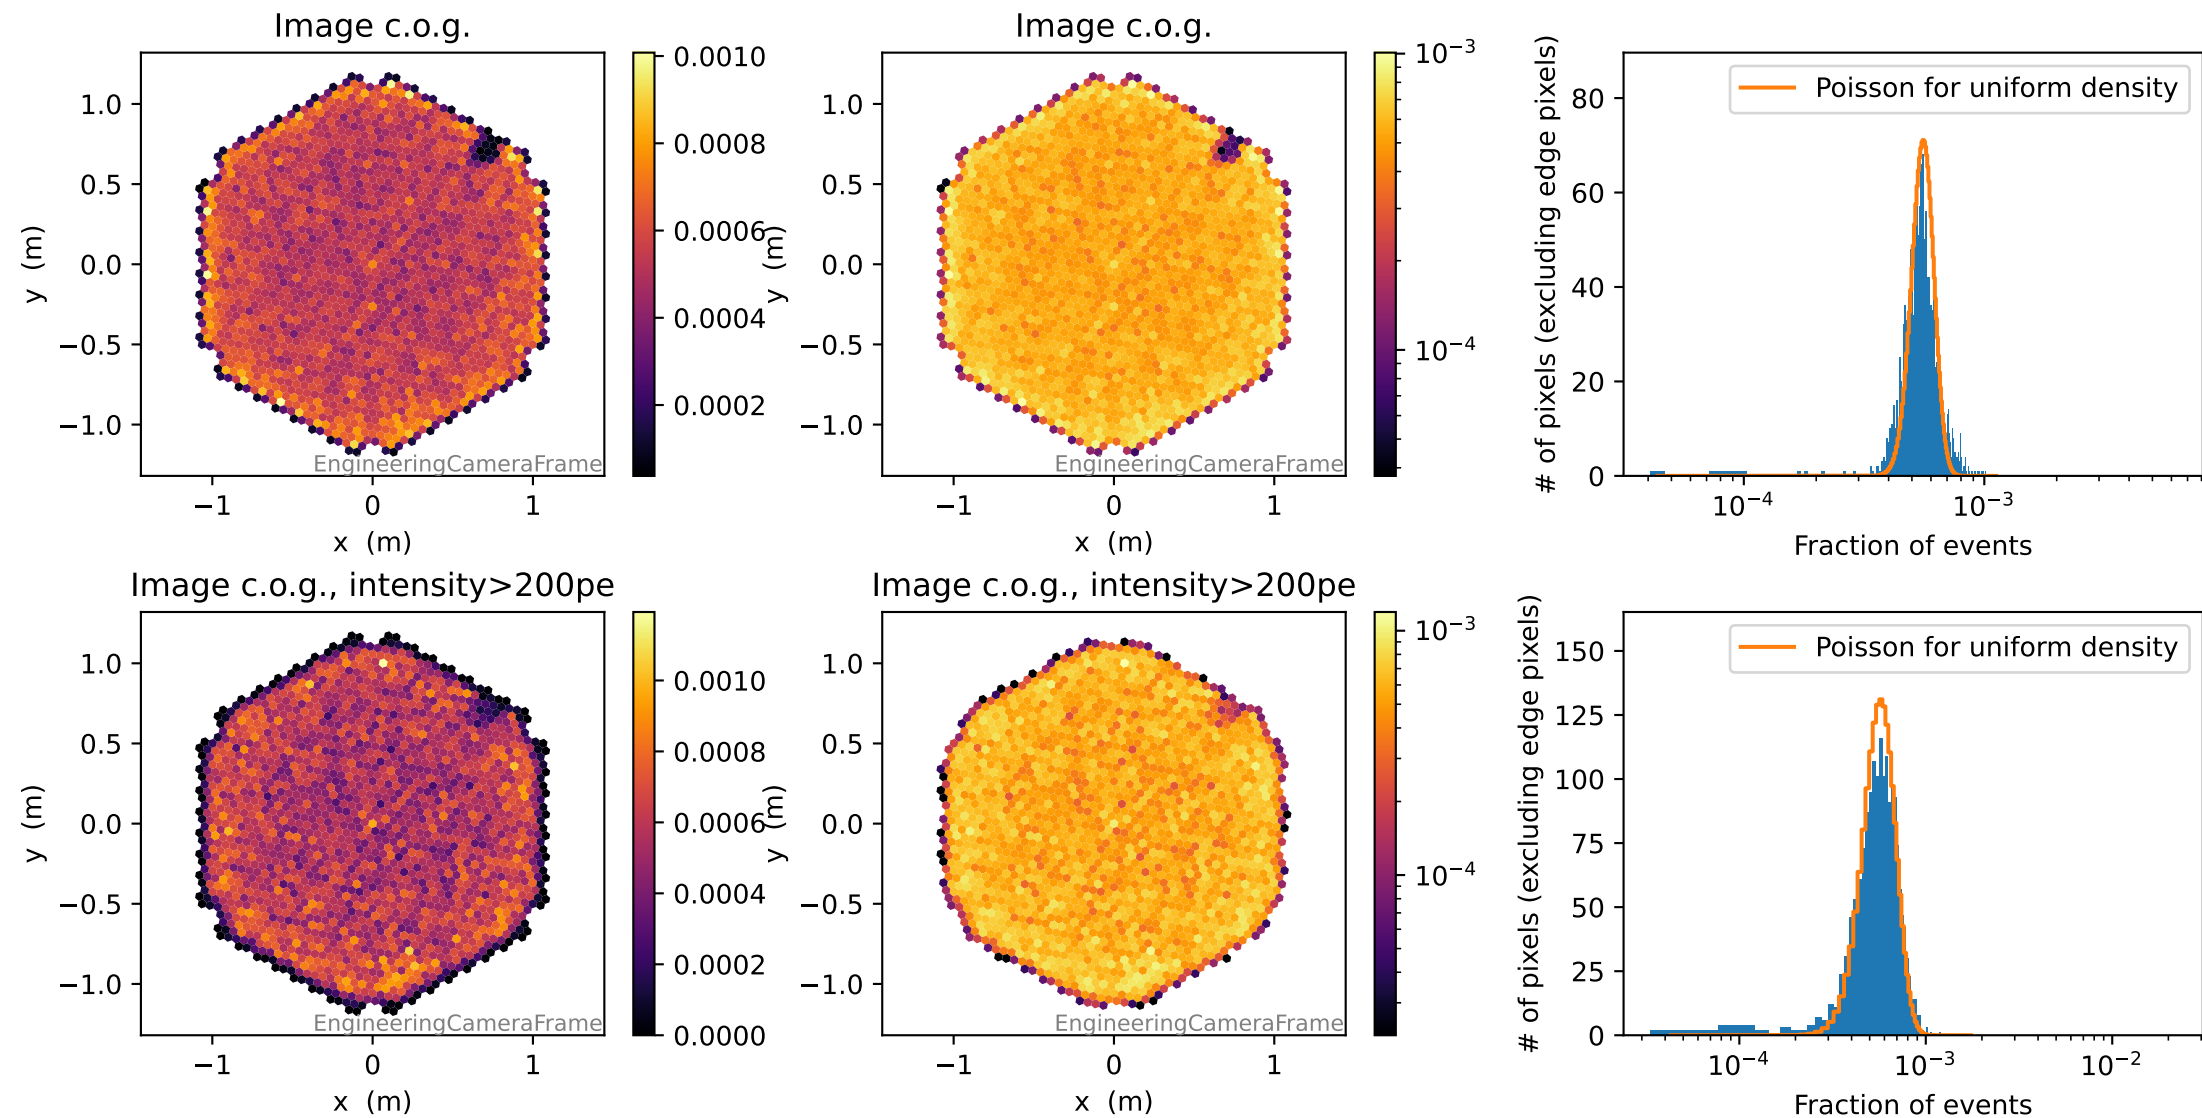 Image c.o.g.
1.0
0.5
0.0
−0.5
−1.0
y (m)
−1
0
1
x (m)
EngineeringCameraFrame
0.0010
0.0008
0.0006
0.0004
0.0002
Image c.o.g.
1.0
0.5
0.0
−0.5
−1.0
y (m)
−1
0
1
x (m)
EngineeringCameraFrame
10⁻³
10⁻⁴
Poisson for uniform density
80
60
40
20
0
# of pixels (excluding edge pixels)
10⁻⁴
10⁻³
Fraction of events
Image c.o.g., intensity>200pe
1.0
0.5
0.0
−0.5
−1.0
y (m)
−1
0
1
x (m)
EngineeringCameraFrame
0.0010
0.0008
0.0006
0.0004
0.0002
0.0000
Image c.o.g., intensity>200pe
1.0
0.5
0.0
−0.5
−1.0
y (m)
−1
0
1
x (m)
EngineeringCameraFrame
10⁻³
10⁻⁴
Poisson for uniform density
150
125
100
75
50
25
0
# of pixels (excluding edge pixels)
10⁻⁴
10⁻³
10⁻²
Fraction of events